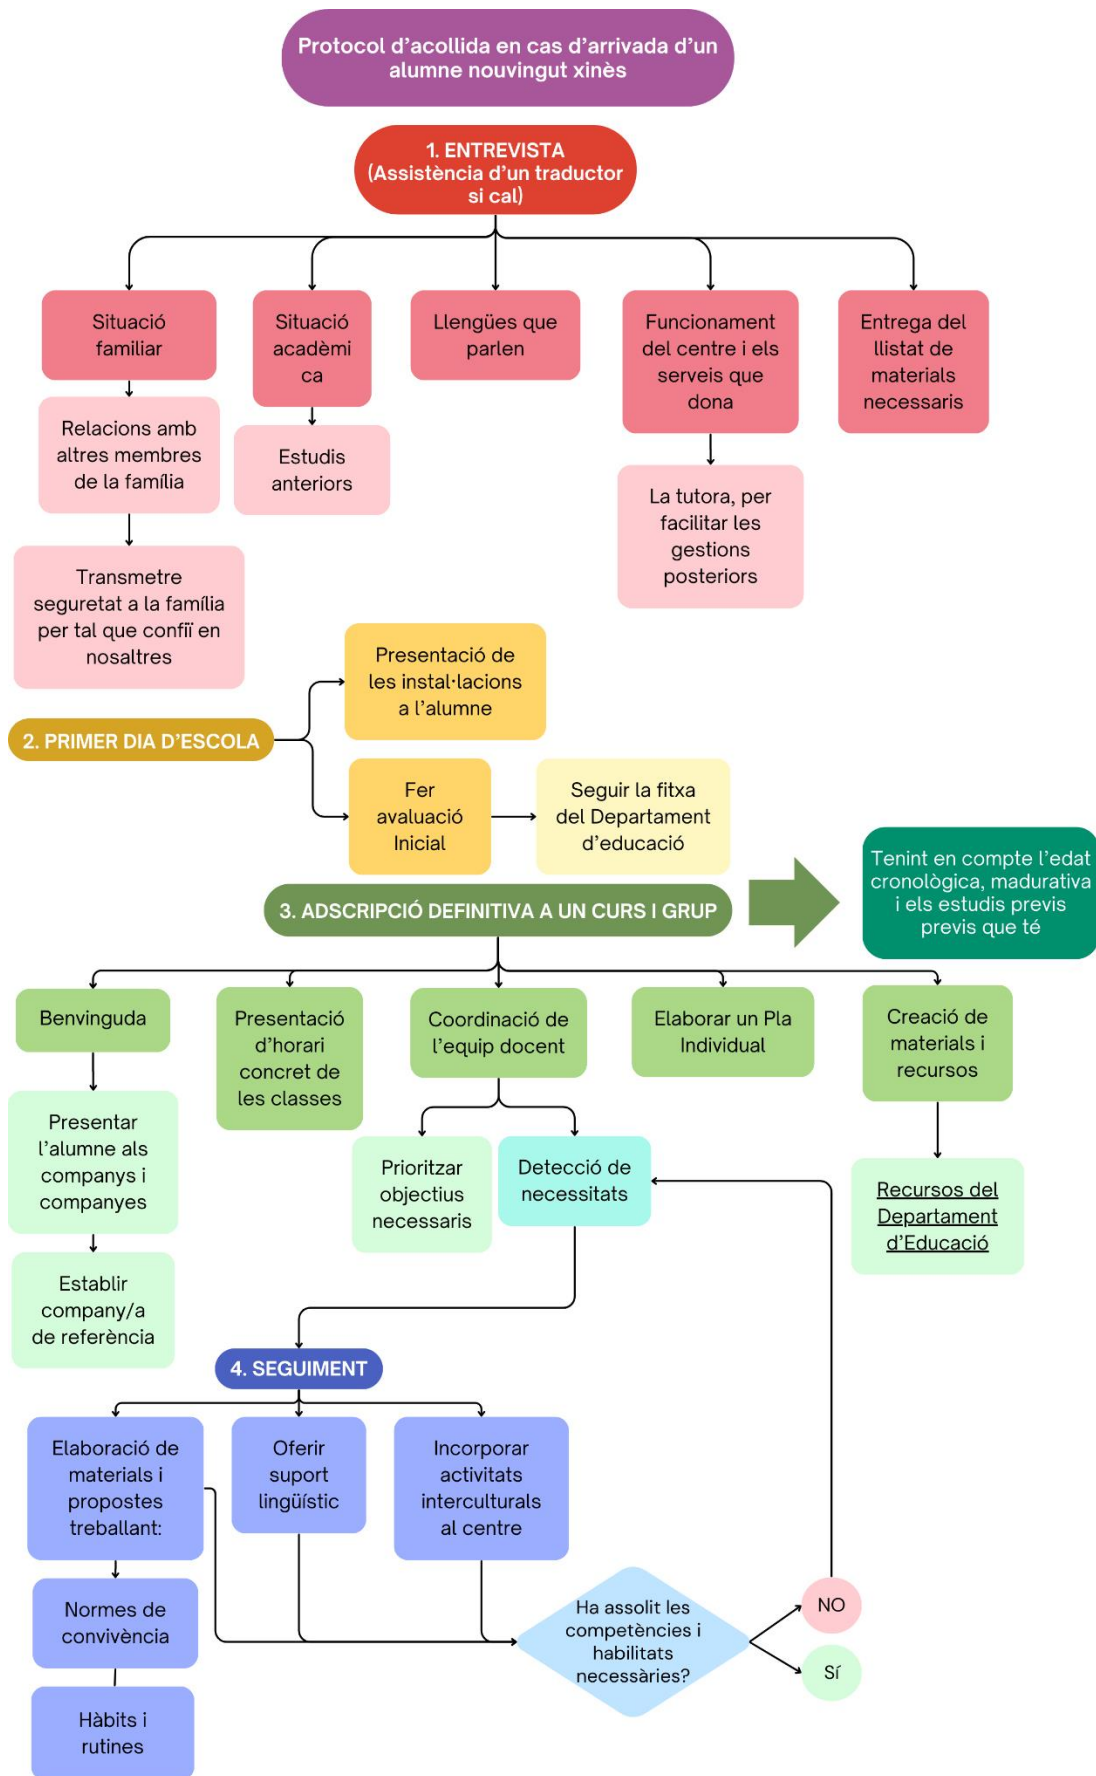 Protocol d'acollida en cas d'arrivada d'un
alumne nouvingut xinès
1. ENTREVISTA
(Assistència d'un traductor
si cal)
Situació
familiar
Situació
acadèmi
ca
Llengües que
parlen
Funcionament
del centre i els
serveis que
dona
Entrega del
llistat de
materials
necessaris
Relacions amb
altres membres
de la família
Estudis
anteriors
La tutora, per
facilitar les
gestions
posteriors
Transmetre
seguretat a la família
per tal que confiï en
nosaltres
Presentació de
les instal·lacions
a l'alumne
2. PRIMER DIA D'ESCOLA
Fer
avaluació
Inicial
Seguir la fitxa
del Departament
d'educació
3. ADSCRIPCIÓ DEFINITIVA A UN CURS I GRUP
Tenint en compte l'edat
cronològica, madurativa
i els estudis previs
previs que té
Benvinguda
Presentació
d'horari
concret de
les classes
Coordinació de
l'equip docent
Elaborar un Pla
Individual
Creació de
materials i
recursos
Presentar
l'alumne als
companys i
companyes
Prioritzar
objectius
necessaris
Detecció de
necessitats
Recursos del
Departament
d'Educació
Establir
company/a
de referència
4. SEGUIMENT
Elaboració de
materials i
propostes
treballant:
Oferir
suport
lingüístic
Incorporar
activitats
interculturals
al centre
Normes de
convivència
Hàbits i
rutines
Ha assolit les
competències i
habilitats
necessàries?
NO
Sí